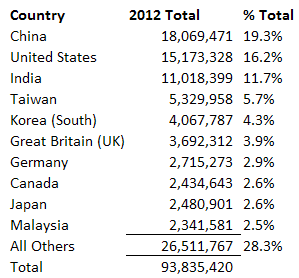 Country 2012 Total % Total
China 18,069,471 19.3%
United States 15,173,328 16.2%
India 11,018,399 11.7%
Taiwan 5,329,958 5.7%
Korea (South) 4,067,787 4.3%
Great Britain (UK) 3,692,312 3.9%
Germany 2,715,273 2.9%
Canada 2,434,643 2.6%
Japan 2,480,901 2.6%
Malaysia 2,341,581 2.5%
All Others 26,511,767 28.3%
Total 93,835,420